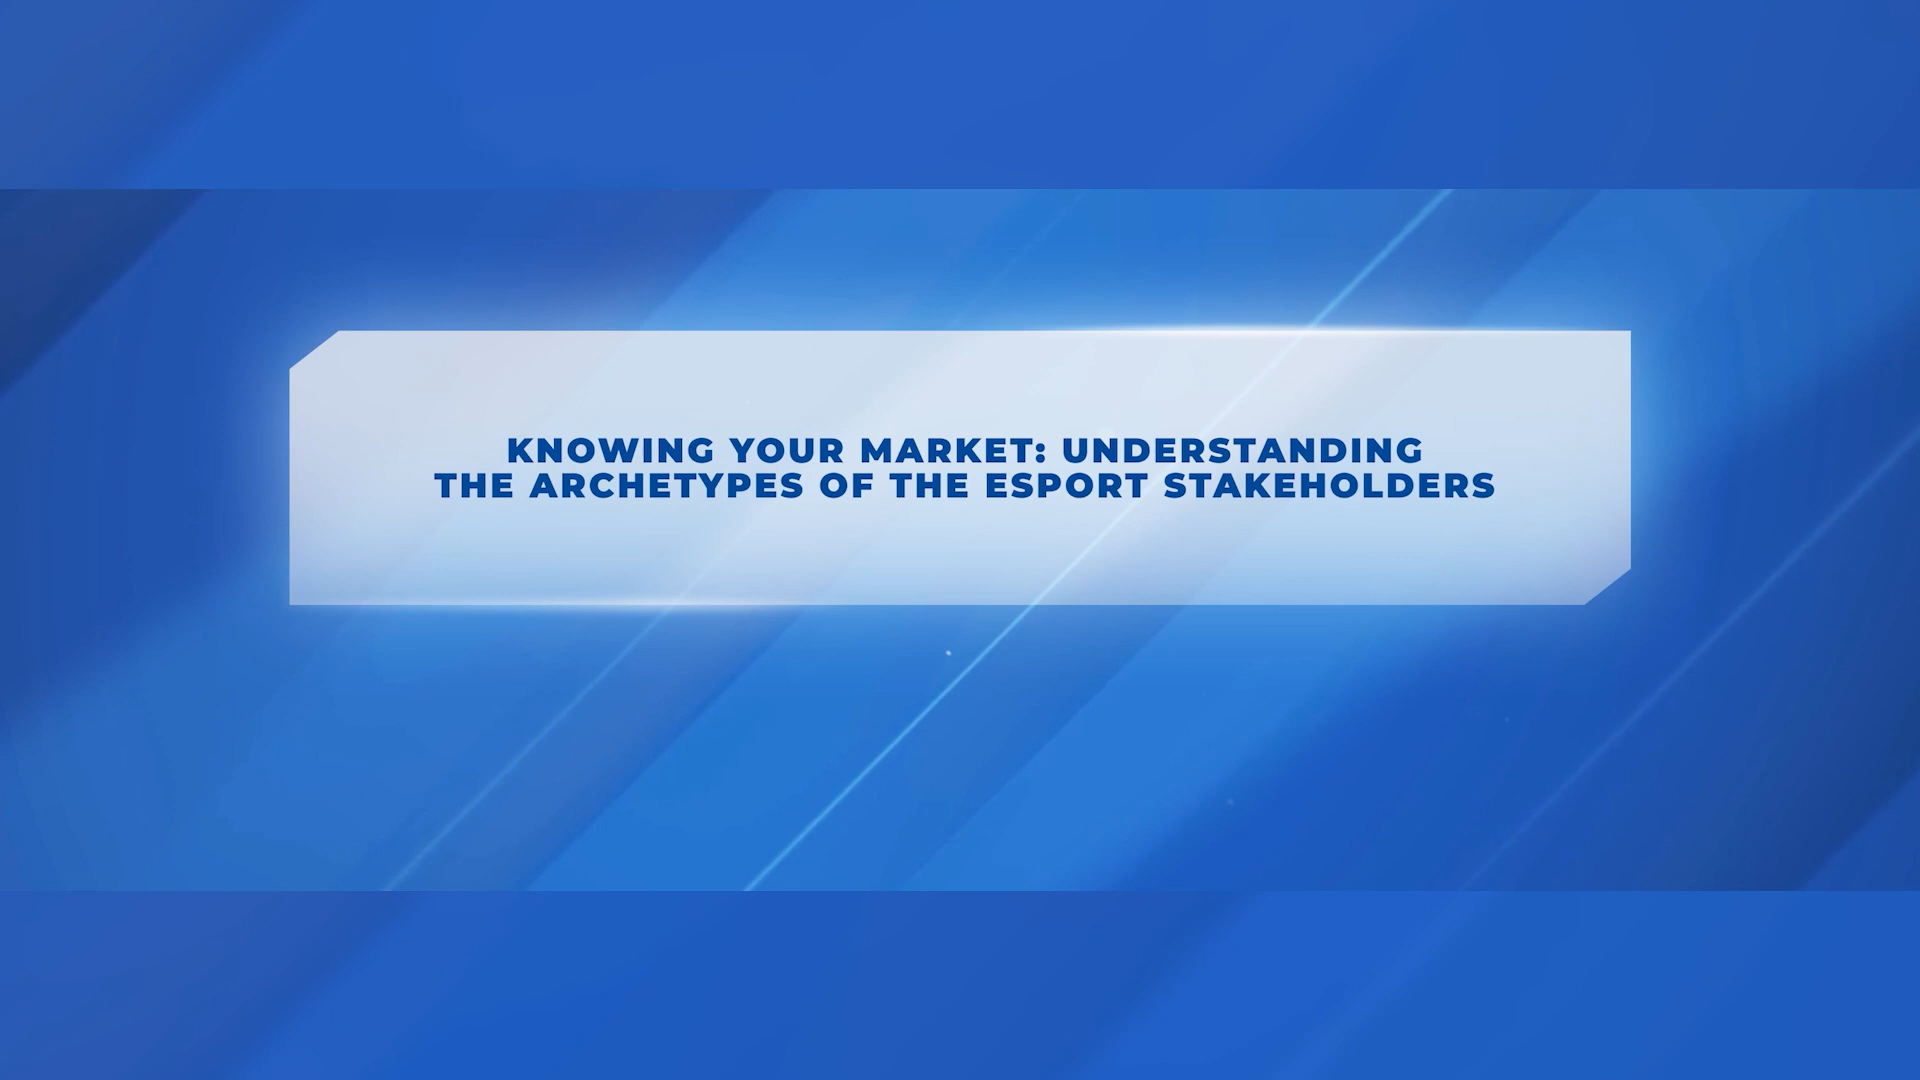 KNOWING YOUR MARKET: UNDERSTANDING
THE ARCHETYPES OF THE ESPORT STAKEHOLDERS